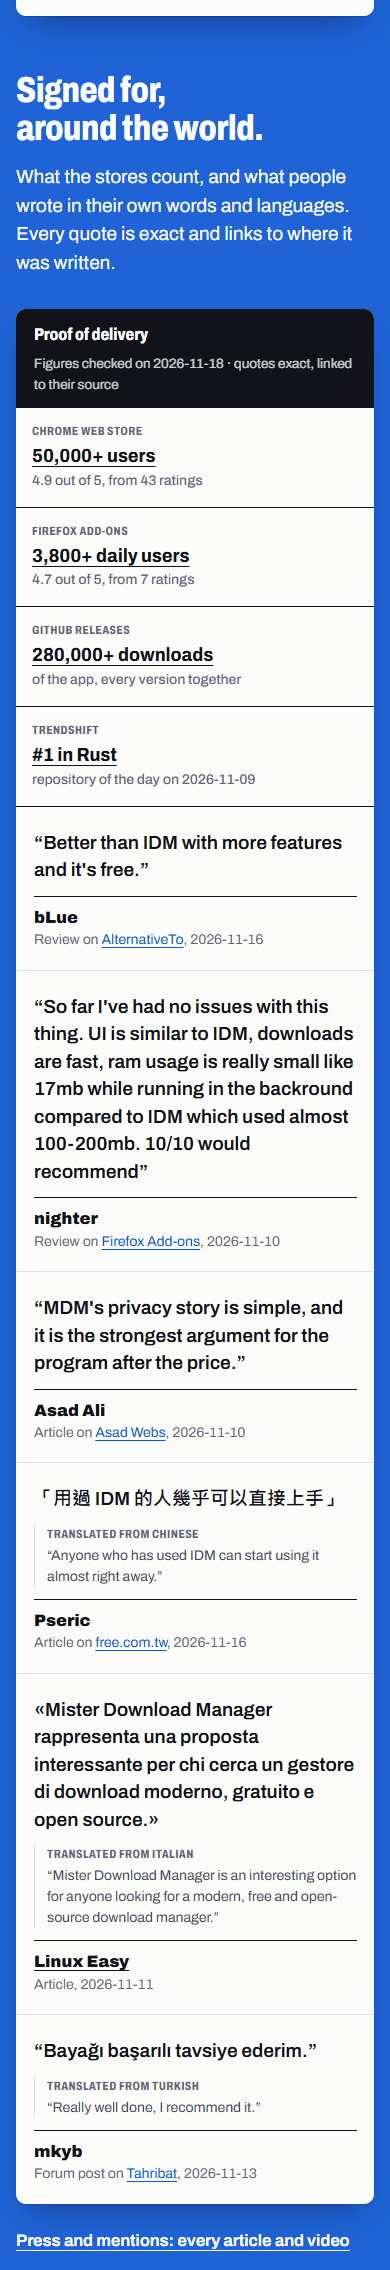 Signed for,
around the world.
What the stores count, and what people
wrote in their own words and languages.
Every quote is exact and links to where it
was written.
Proof of delivery
Figures checked on 2026-11-18 · quotes exact, linked
to their source
CHROME WEB STORE
50,000+ users
4.9 out of 5, from 43 ratings
FIREFOX ADD-ONS
3,800+ daily users
4.7 out of 5, from 7 ratings
GITHUB RELEASES
280,000+ downloads
of the app, every version together
TRENDSHIFT
#1 in Rust
repository of the day on 2026-11-09
“Better than IDM with more features
and it's free.”
bLue
Review on AlternativeTo, 2026-11-16
“So far I've had no issues with this
thing. UI is similar to IDM, downloads
are fast, ram usage is really small like
17mb while running in the backround
compared to IDM which used almost
100-200mb. 10/10 would
recommend”
nighter
Review on Firefox Add-ons, 2026-11-10
“MDM's privacy story is simple, and
it is the strongest argument for the
program after the price.”
Asad Ali
Article on Asad Webs, 2026-11-10
「用過 IDM 的人幾乎可以直接上手」
TRANSLATED FROM CHINESE
“Anyone who has used IDM can start using it
almost right away.”
Pseric
Article on free.com.tw, 2026-11-16
«Mister Download Manager
rappresenta una proposta
interessante per chi cerca un gestore
di download moderno, gratuito e
open source.»
TRANSLATED FROM ITALIAN
“Mister Download Manager is an interesting option
for anyone looking for a modern, free and open-
source download manager.”
Linux Easy
Article, 2026-11-11
“Bayağı başarılı tavsiye ederim.”
TRANSLATED FROM TURKISH
“Really well done, I recommend it.”
mkyb
Forum post on Tahribat, 2026-11-13
Press and mentions: every article and video